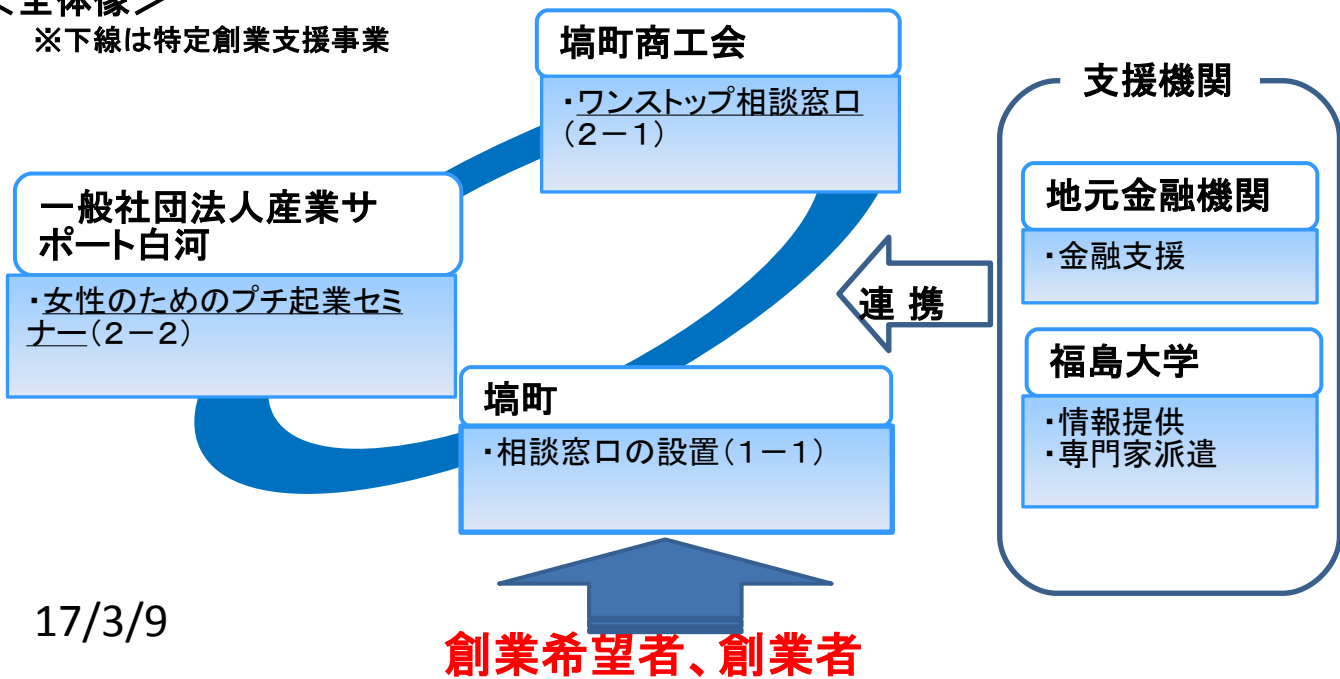 <全体像>
※下線は特定創業支援事業
塙町商工会
・ワンストップ相談窓口
(2-1)
一般社団法人産業サ
ポート白河
・女性のためのプチ起業セミ
ナー(2-2)
塙町
・相談窓口の設置(1-1)
連 携
支援機関
地元金融機関
・金融支援
福島大学
・情報提供
・専門家派遣
17/3/9
創業希望者、創業者